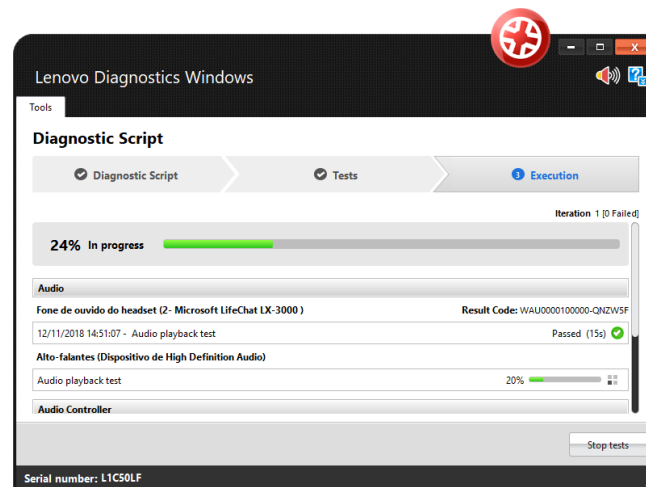 Lenovo Diagnostics Windows
Tools
Diagnostic Script
Diagnostic Script
Tests
3 Execution
Iteration 1 [0 Failed]
24% In progress
Audio
Fone de ouvido do headset (2- Microsoft LifeChat LX-3000 ) Result Code: WAU0000100000-QNZW5F
12/11/2018 14:51:07 - Audio playback test Passed (15s)
Alto-falantes (Dispositivo de High Definition Audio)
Audio playback test 20%
Audio Controller
Stop tests
Serial number: L1C50LF